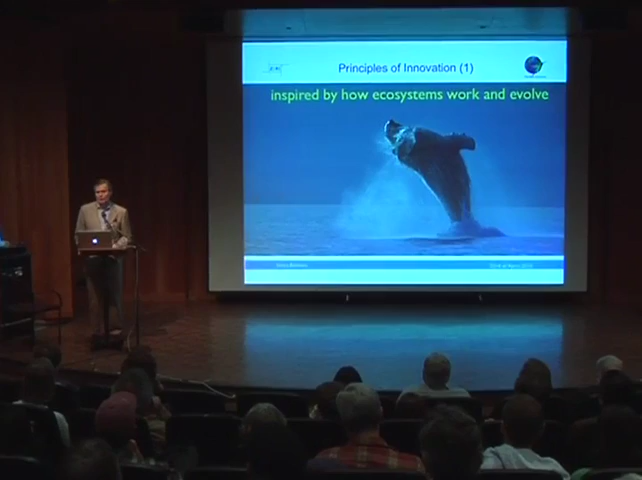 Principles of Innovation (1)
inspired by how ecosystems work and evolve